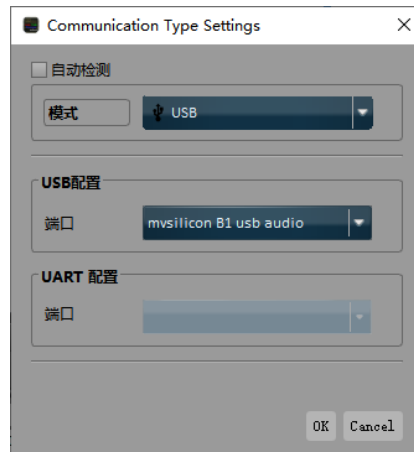 Communication Type Settings
自动检测
模式 USB
USB配置
端口 mvsilicon B1 usb audio
UART 配置
端口
OK Cancel